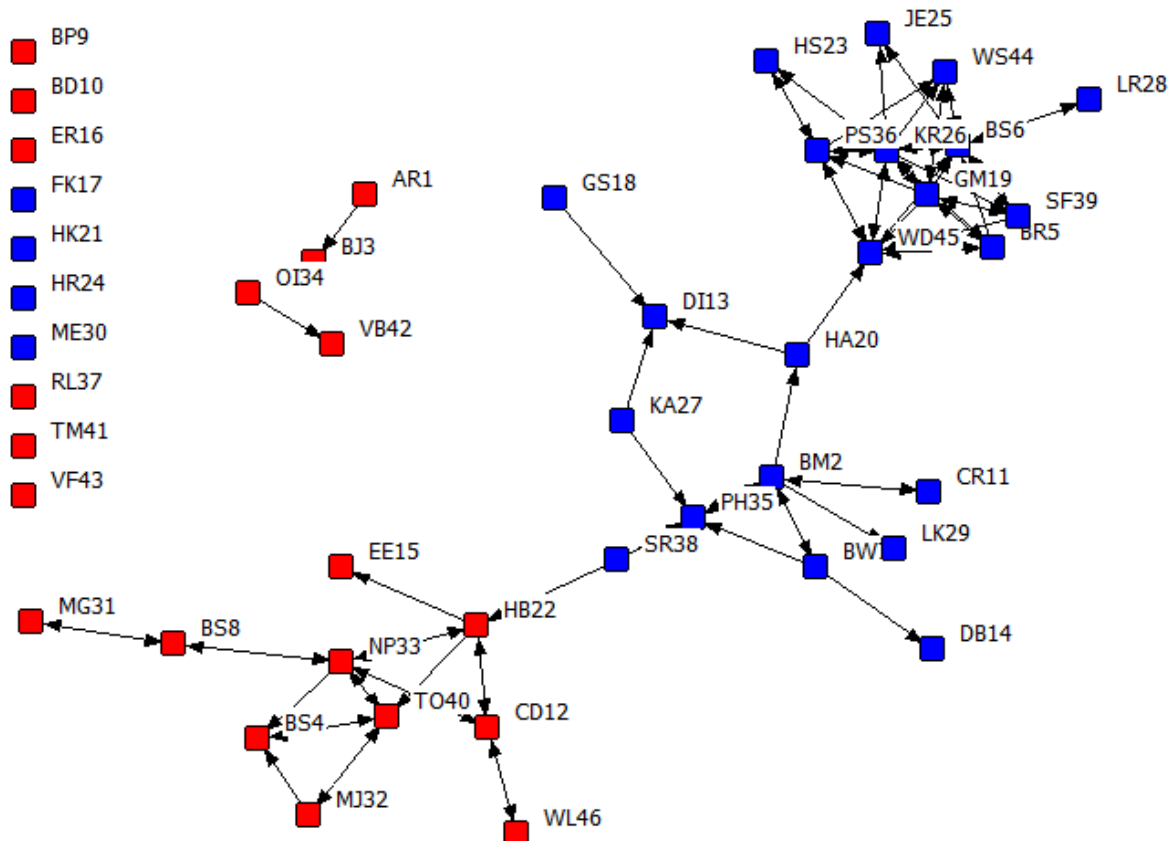 BP9
BD10
ER16
FK17
HK21
HR24
ME30
RL37
TM41
VF43
JE25
HS23
WS44
LR28
PS36
KR26
BS6
GM19
SF39
BR5
WD45
AR1
GS18
BJ3
OI34
VB42
DI13
HA20
KA27
BM2
CR11
PH35
LK29
SR38
EE15
HB22
DB14
MG31
BS8
NP33
TO40
CD12
BS4
MJ32
WL46